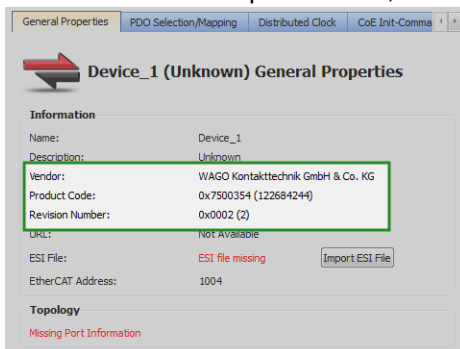 General Properties PDO Selection/Mapping Distributed Clock CoE Init-Comma
Device_1 (Unknown) General Properties
Information
Name: Device_1
Description: Unknown
Vendor: WAGO Kontakttechnik GmbH & Co. KG
Product Code: 0x7500354 (122684244)
Revision Number: 0x0002 (2)
URL: Not Available
ESI File: ESI file missing Import ESI File
EtherCAT Address: 1004
Topology
Missing Port Information